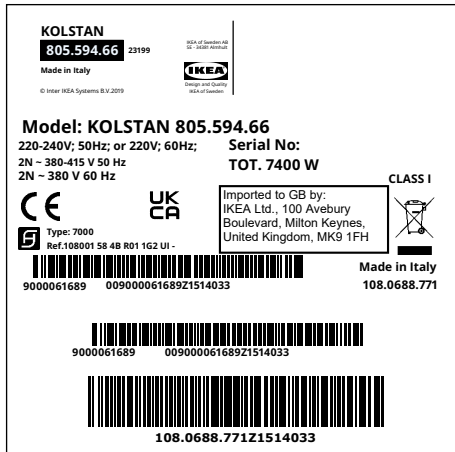 KOLSTAN
805.594.66 23199
Made in Italy
© Inter IKEA Systems B.V.2019
IKEA of Sweden AB
SE - 34381 Älmhult
IKEA
Design and Quality
IKEA of Sweden
Model: KOLSTAN 805.594.66
220-240V; 50Hz; or 220V; 60Hz; Serial No:
2N ~ 380-415 V 50 Hz TOT. 7400 W
2N ~ 380 V 60 Hz
CLASS I
CE UK CA
Imported to GB by:
IKEA Ltd., 100 Avebury
Boulevard, Milton Keynes,
United Kingdom, MK9 1FH
Type: 7000
Ref.108001 58 4B R01 1G2 UI -
Made in Italy
108.0688.771
9000061689 009000061689Z1514033
9000061689 009000061689Z1514033
108.0688.771Z1514033